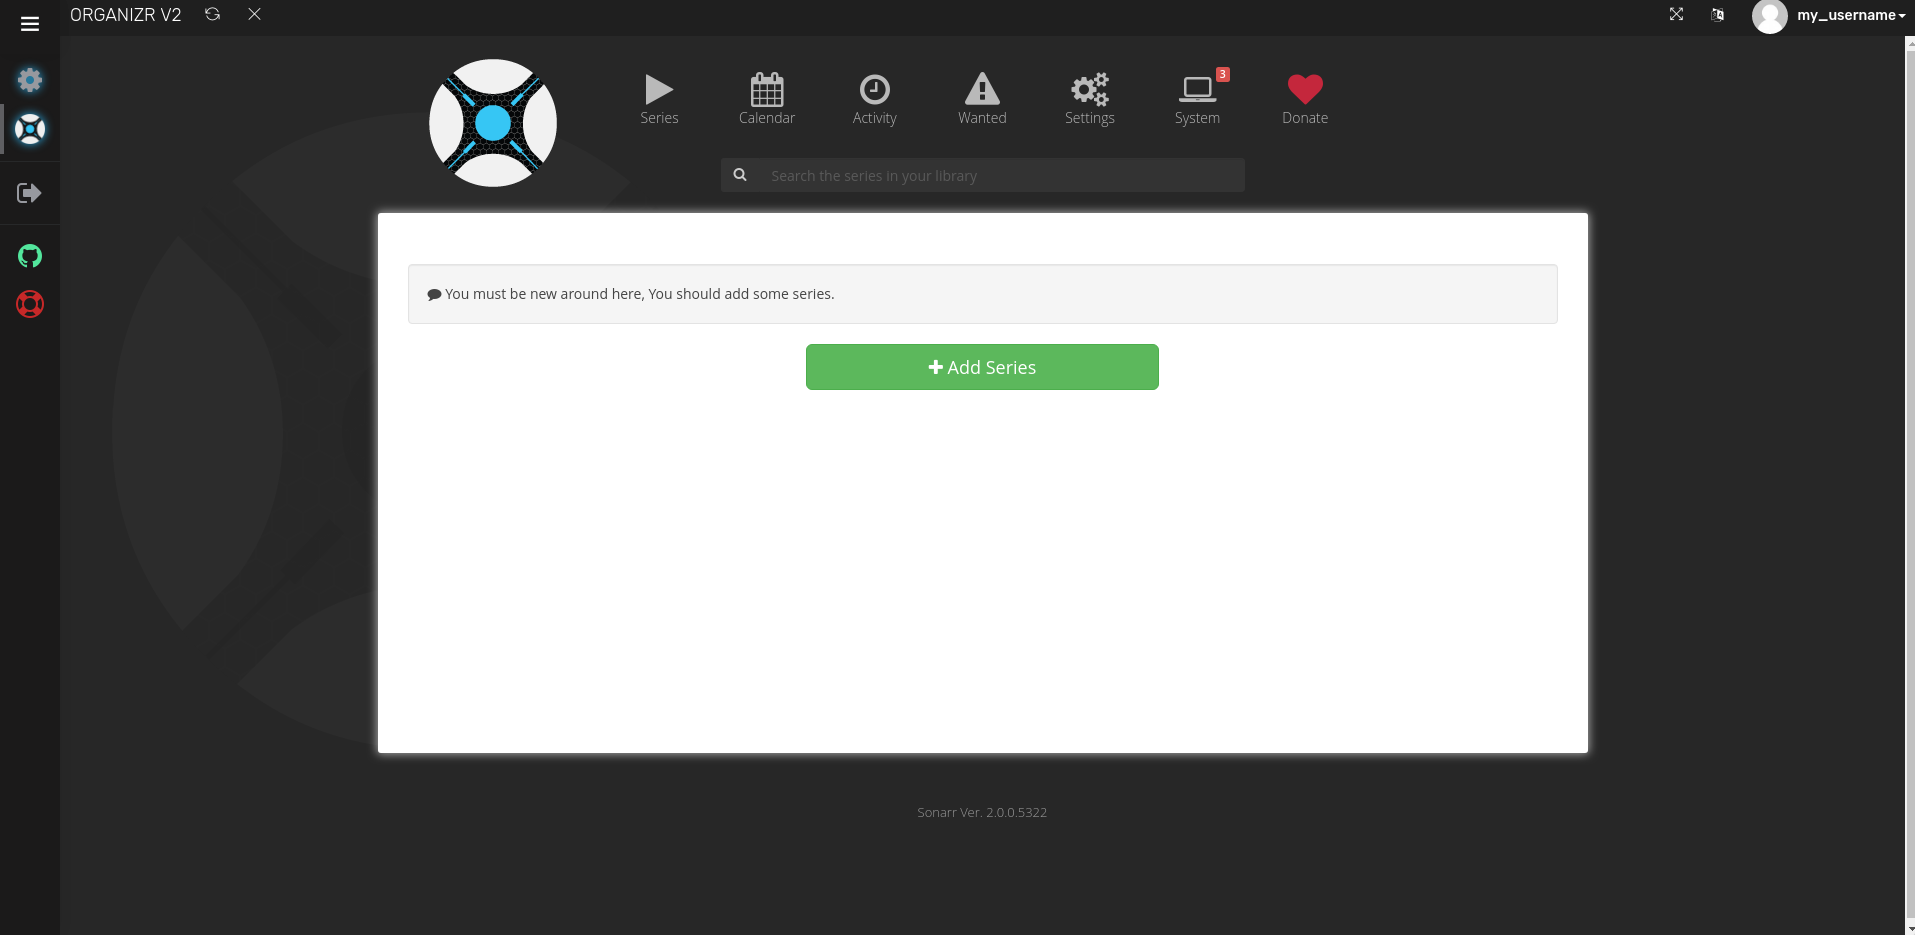 ORGANIZR V2
my_username
Series
Calendar
Activity
Wanted
Settings
3
System
Donate
Search the series in your library
You must be new around here, You should add some series.
Add Series
Sonarr Ver. 2.0.0.5322